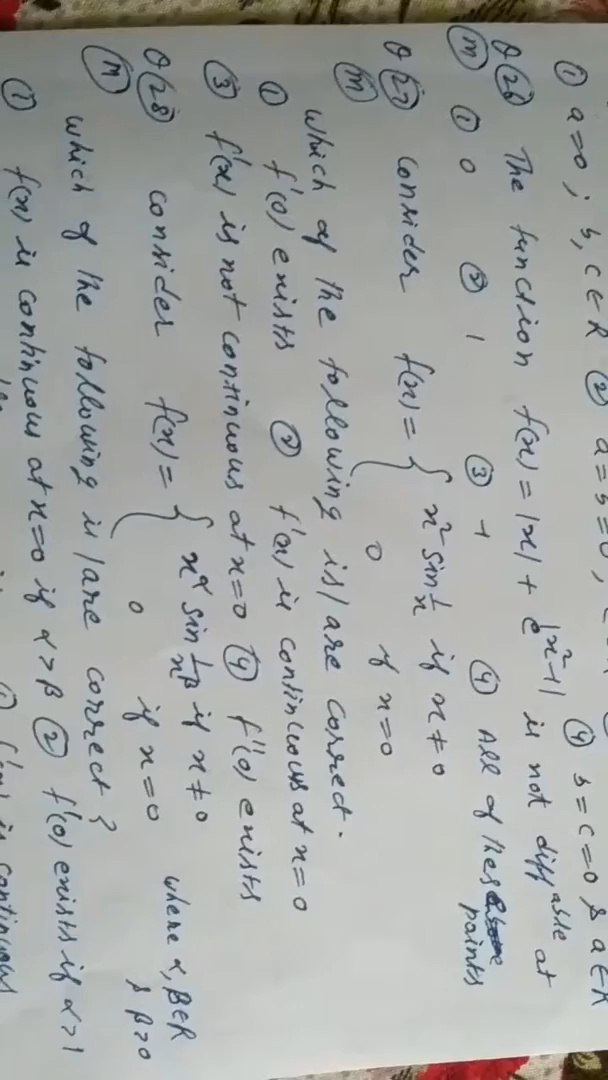 ① a=0 ; b, c ∈ R ② a=b=0, ④ b=c=0 & a∈R
Q(26) The function f(x) = |x| + e^|x²-1| is not diffable at
(M) ① 0 ② 1 ③ -1 ④ All of these points
Q(27) consider f(x) = { x² sin 1/x if x≠0
0 if x=0
(M) which of the following is/are correct.
① f'(0) exists ② f'(x) is continuous at x=0
③ f'(x) is not continuous at x=0 ④ f''(0) exists
Q(28) consider f(x) = { x^α sin 1/x^β if x≠0
0 if x=0 where α, β∈R & β>0
(M) which of the following is/are correct?
① f(x) is continuous at x=0 if α>β ② f'(0) exists if α>1
is continuous